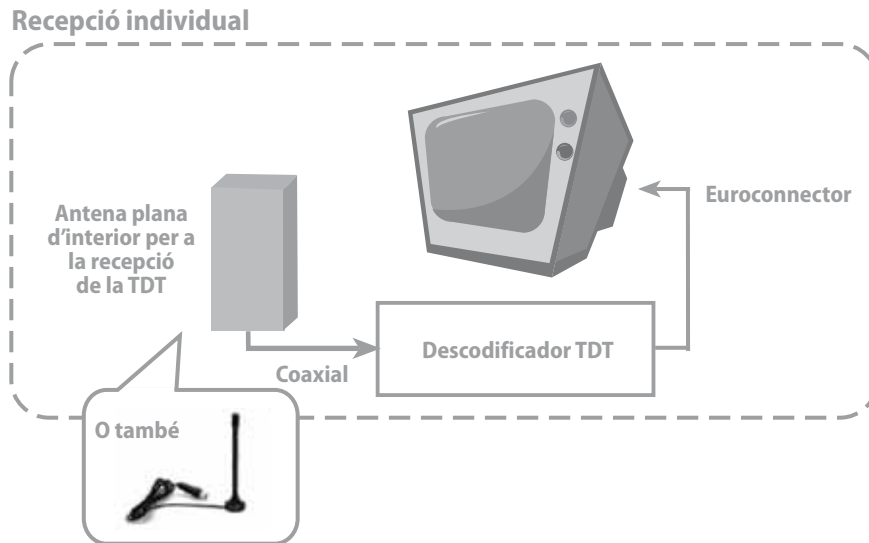 Recepció individual
Antena plana
d'interior per a
la recepció
de la TDT
Euroconnector
Descodificador TDT
Coaxial
O també